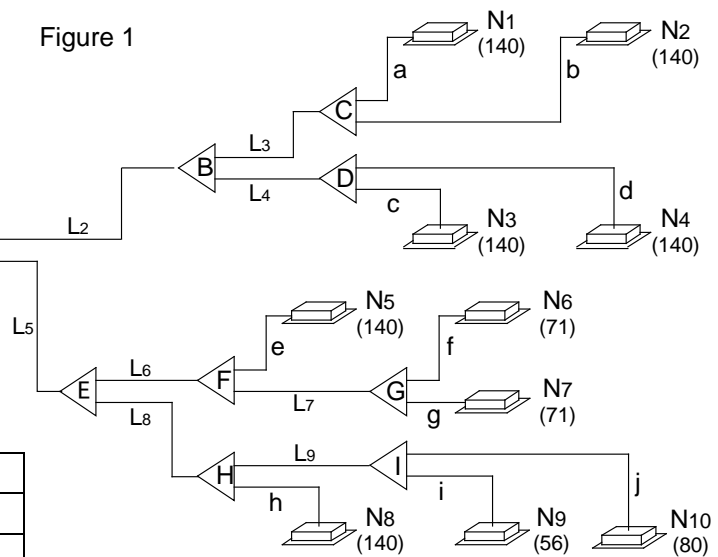 Figure 1
N1
(140)
N2
(140)
a
b
C
L3
B
D
L4
c
d
N3
(140)
N4
(140)
L2
L5
N5
(140)
N6
(71)
e
f
L6
F
E
G
L7
g
N7
(71)
L8
L9
I
j
H
h
i
N8
(140)
N9
(56)
N10
(80)